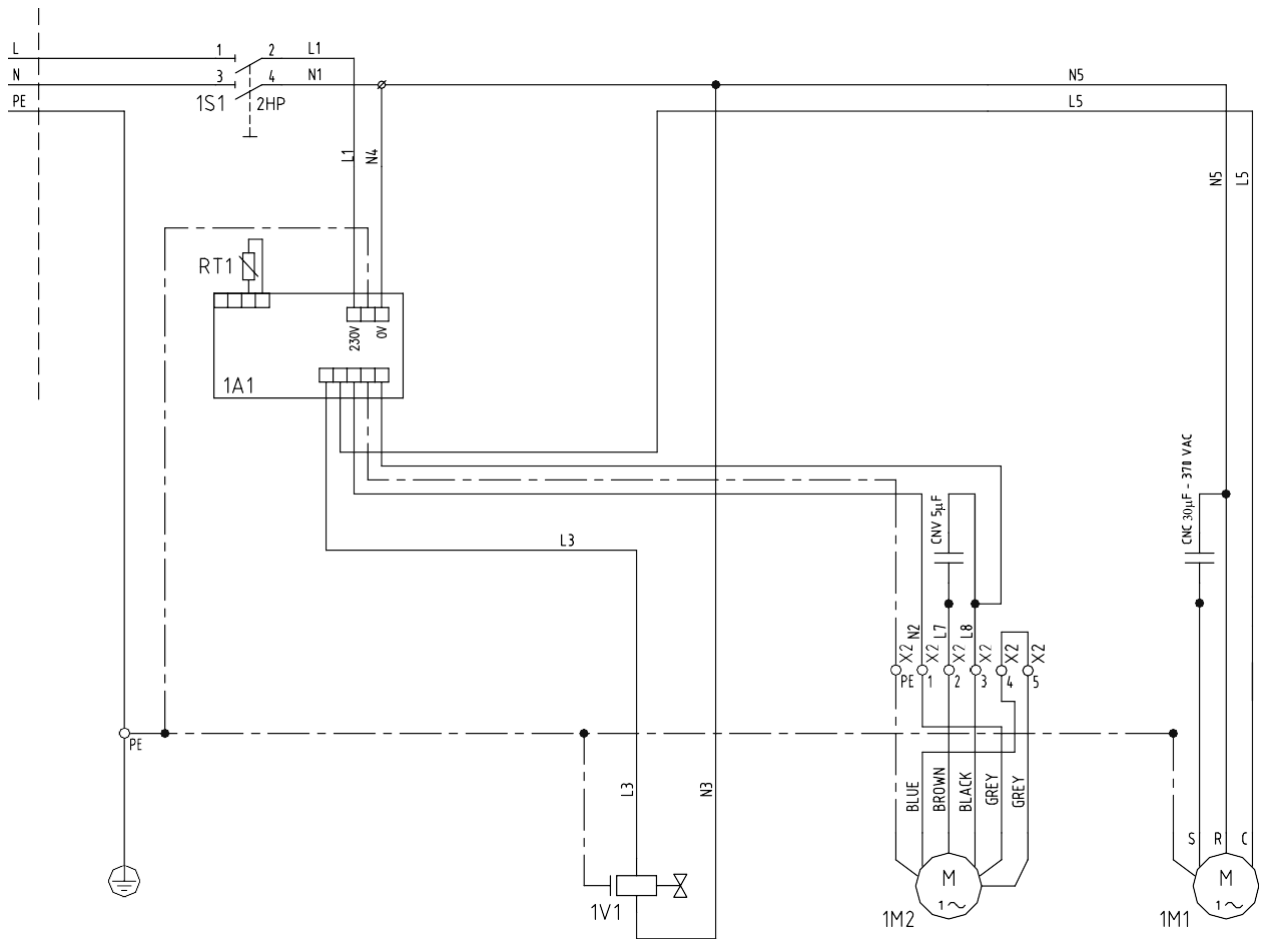 L 1 2 L1
N 3 4 N1 N5
PE 1S1 2HP L5
L1 N4 N5 L5
RT1
230V 0V
1A1
CNV 5µF CNC 30µF - 370 VAC
L3
N2 L7 L8
X2 X2 X2 X2 X2 X2
PE 1 2 3 4 5
PE
L3 N3 BLUE BROWN BLACK GREY GREY
S R C
M M
1~ 1~
1V1 1M2 1M1